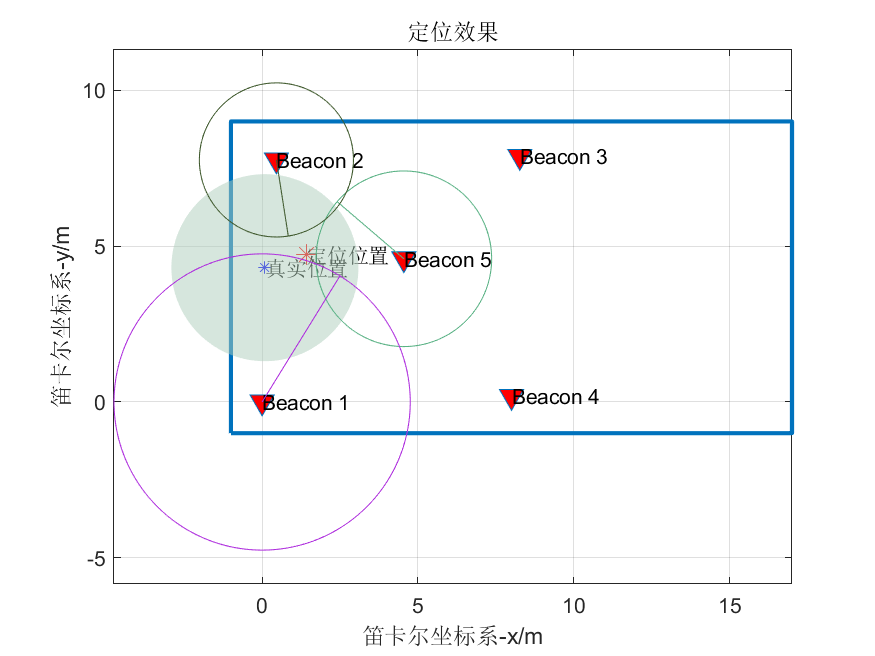 定位效果
10
5
0
-5
0
5
10
15
笛卡尔坐标系-y/m
笛卡尔坐标系-x/m
Beacon 2
Beacon 3
定位位置
真实位置
Beacon 5
Beacon 1
Beacon 4